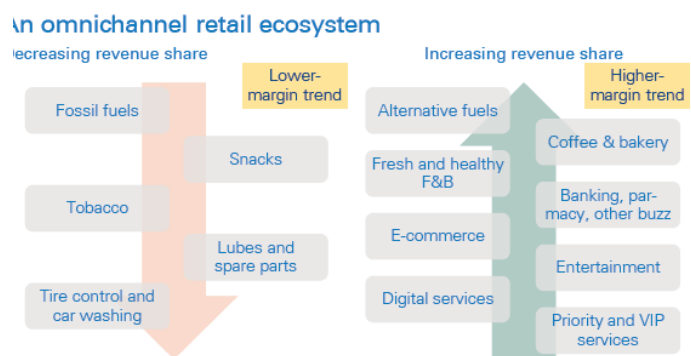 An omnichannel retail ecosystem
Decreasing revenue share
Lower-
margin trend
Fossil fuels
Snacks
Tobacco
Lubes and
spare parts
Tire control and
car washing
Increasing revenue share
Higher-
margin trend
Alternative fuels
Coffee & bakery
Fresh and healthy
F&B
Banking, par-
macy, other buzz
E-commerce
Entertainment
Digital services
Priority and VIP
services